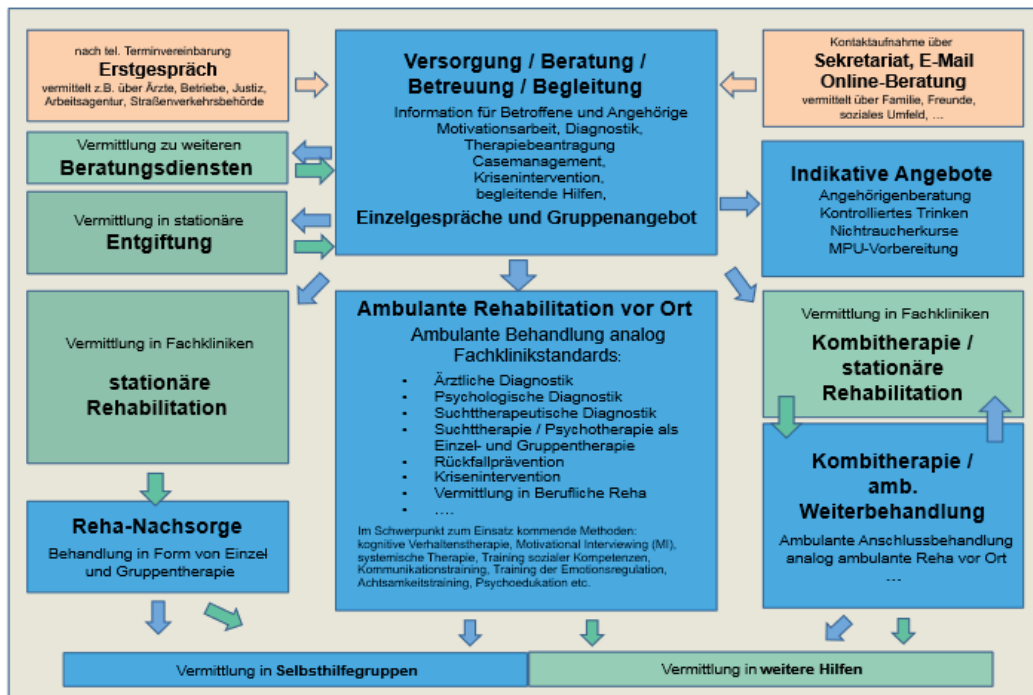 nach tel. Terminvereinbarung
Erstgespräch
vermittelt z.B. über Ärzte, Betriebe, Justiz,
Arbeitsagentur, Straßenverkehrsbehörde
Versorgung / Beratung /
Betreuung / Begleitung
Information für Betroffene und Angehörige
Motivationsarbeit, Diagnostik,
Therapiebeantragung
Casemanagement,
Krisenintervention,
begleitende Hilfen,
Einzelgespräche und Gruppenangebot
Kontaktaufnahme über
Sekretariat, E-Mail
Online-Beratung
vermittelt über Familie, Freunde,
soziales Umfeld, ...
Vermittlung zu weiteren
Beratungsdiensten
Vermittlung in stationäre
Entgiftung
Indikative Angebote
Angehörigenberatung
Kontrolliertes Trinken
Nichtraucherkurse
MPU-Vorbereitung
Vermittlung in Fachkliniken
stationäre
Rehabilitation
Ambulante Rehabilitation vor Ort
Ambulante Behandlung analog
Fachklinikstandards:
▪ Ärztliche Diagnostik
▪ Psychologische Diagnostik
▪ Suchttherapeutische Diagnostik
▪ Suchttherapie / Psychotherapie als
Einzel- und Gruppentherapie
▪ Rückfallprävention
▪ Krisenintervention
▪ Vermittlung in Berufliche Reha
▪ ....
Im Schwerpunkt zum Einsatz kommende Methoden:
kognitive Verhaltenstherapie, Motivational Interviewing (MI),
systemische Therapie, Training sozialer Kompetenzen,
Kommunikationstraining, Training der Emotionsregulation,
Achtsamkeitstraining, Psychoedukation etc.
Vermittlung in Fachkliniken
Kombitherapie /
stationäre
Rehabilitation
Kombitherapie /
amb.
Weiterbehandlung
Ambulante Anschlussbehandlung
analog ambulante Reha vor Ort
...
Reha-Nachsorge
Behandlung in Form von Einzel
und Gruppentherapie
Vermittlung in Selbsthilfegruppen
Vermittlung in weitere Hilfen